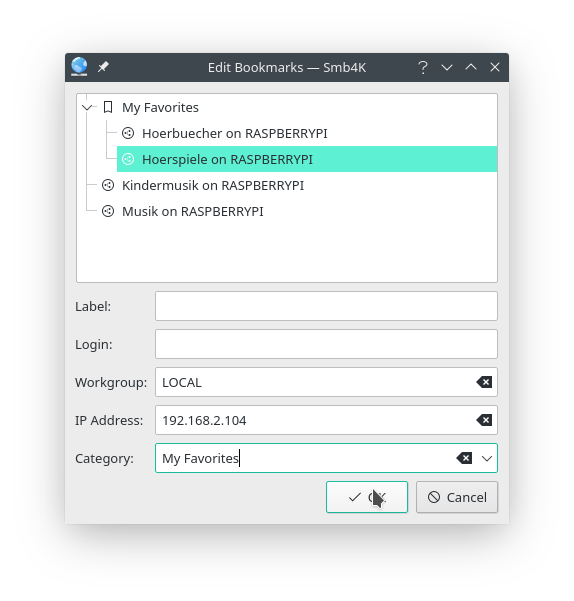 Edit Bookmarks — Smb4K
My Favorites
Hoerbuecher on RASPBERRYPI
Hoerspiele on RASPBERRYPI
Kindermusik on RASPBERRYPI
Musik on RASPBERRYPI
Label:
Login:
Workgroup: LOCAL
IP Address: 192.168.2.104
Category: My Favorites
OK Cancel